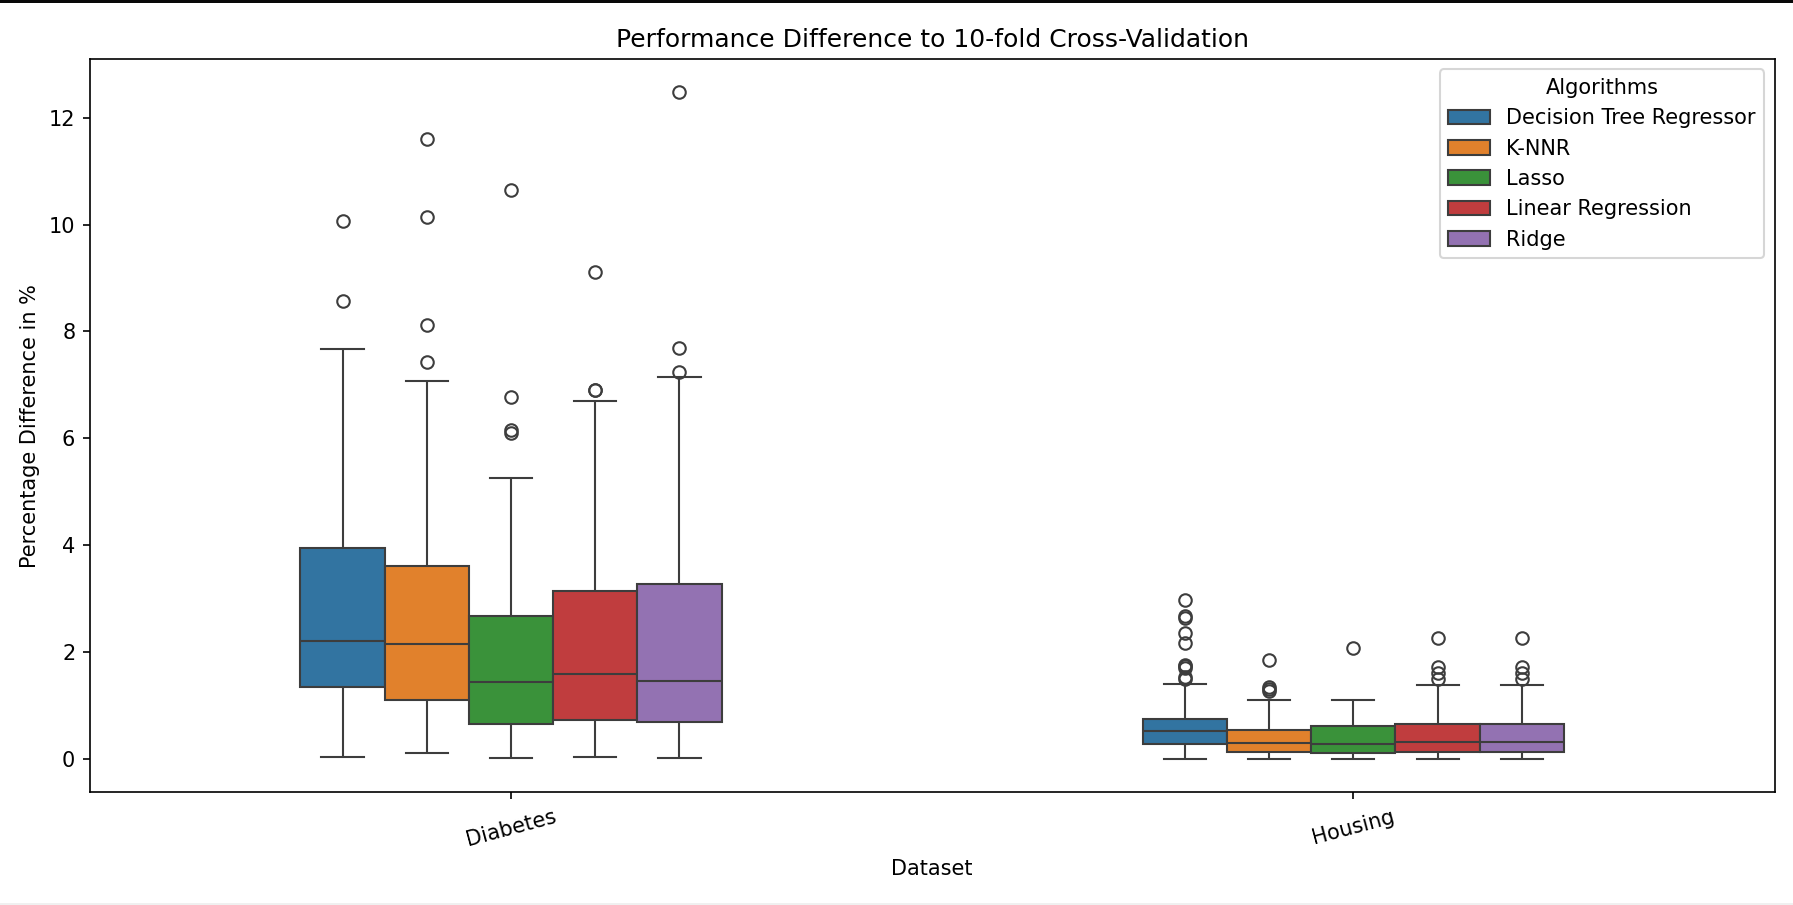 Performance Difference to 10-fold Cross-Validation
Algorithms
Decision Tree Regressor
K-NNR
Lasso
Linear Regression
Ridge
Percentage Difference in %
12
10
8
6
4
2
0
Diabetes
Housing
Dataset